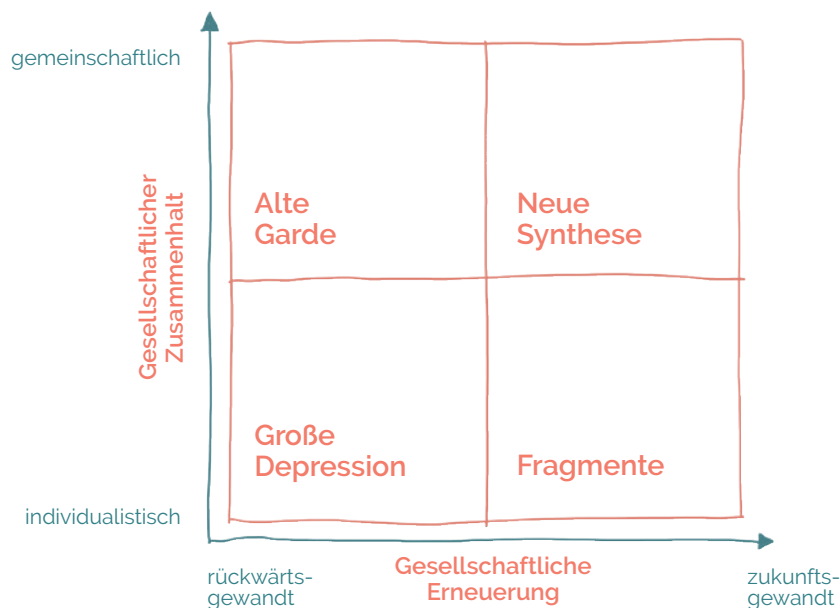 gemeinschaftlich
Gesellschaftlicher
Zusammenhalt
Alte
Garde
Neue
Synthese
Große
Depression
Fragmente
individualistisch
rückwärts-
gewandt
Gesellschaftliche
Erneuerung
zukunfts-
gewandt